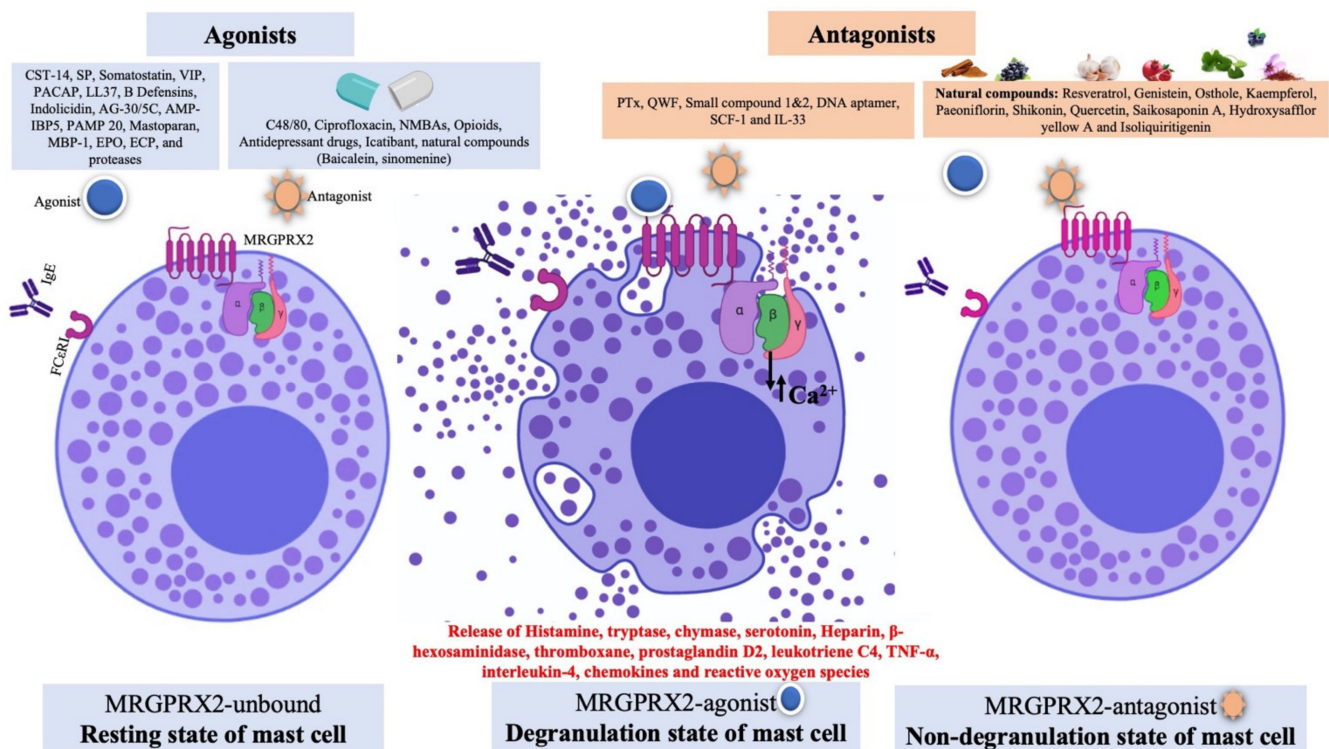 Agonists
Antagonists
CST-14, SP, Somatostatin, VIP,
PACAP, LL37, B Defensins,
Indolicidin, AG-30/5C, AMP-
IBP5, PAMP 20, Mastoparan,
MBP-1, EPO, ECP, and
proteases
C48/80, Ciprofloxacin, NMBAs, Opioids,
Antidepressant drugs, Icatibant, natural compounds
(Baicalein, sinomenine)
PTx, QWF, Small compound 1&2, DNA aptamer,
SCF-1 and IL-33
Natural compounds: Resveratrol, Genistein, Osthole, Kaempferol,
Paeoniflorin, Shikonin, Quercetin, Saikosaponin A, Hydroxysafflor
yellow A and Isoliquiritigenin
Agonist
Antagonist
MRGPRX2
IgE
FCεRI
α
β
γ
α
β
γ
Ca²⁺
α
β
γ
Release of Histamine, tryptase, chymase, serotonin, Heparin, β-
hexosaminidase, thromboxane, prostaglandin D2, leukotriene C4, TNF-α,
interleukin-4, chemokines and reactive oxygen species
MRGPRX2-unbound
Resting state of mast cell
MRGPRX2-agonist
Degranulation state of mast cell
MRGPRX2-antagonist
Non-degranulation state of mast cell